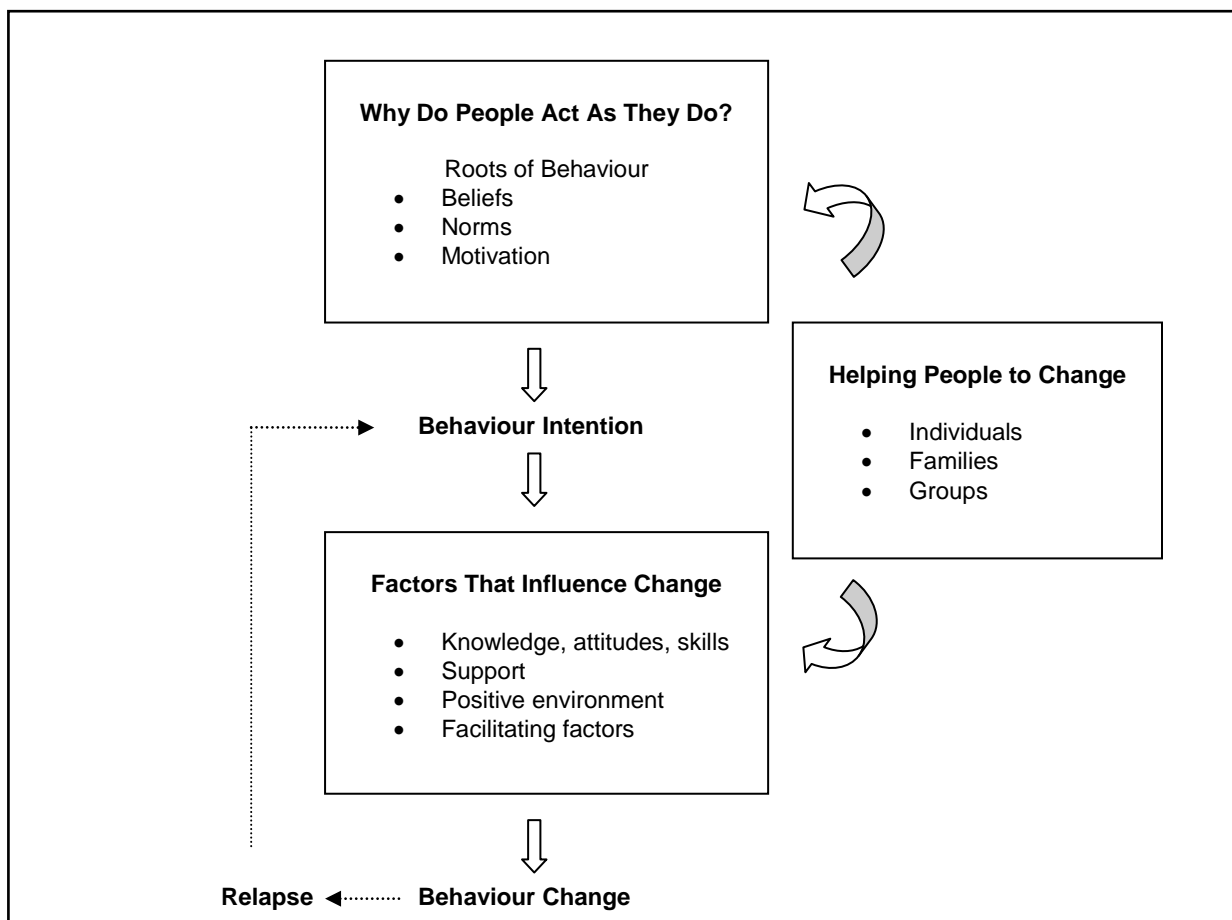 Why Do People Act As They Do?
Roots of Behaviour
• Beliefs
• Norms
• Motivation
Behaviour Intention
Helping People to Change
• Individuals
• Families
• Groups
Factors That Influence Change
• Knowledge, attitudes, skills
• Support
• Positive environment
• Facilitating factors
Relapse
Behaviour Change